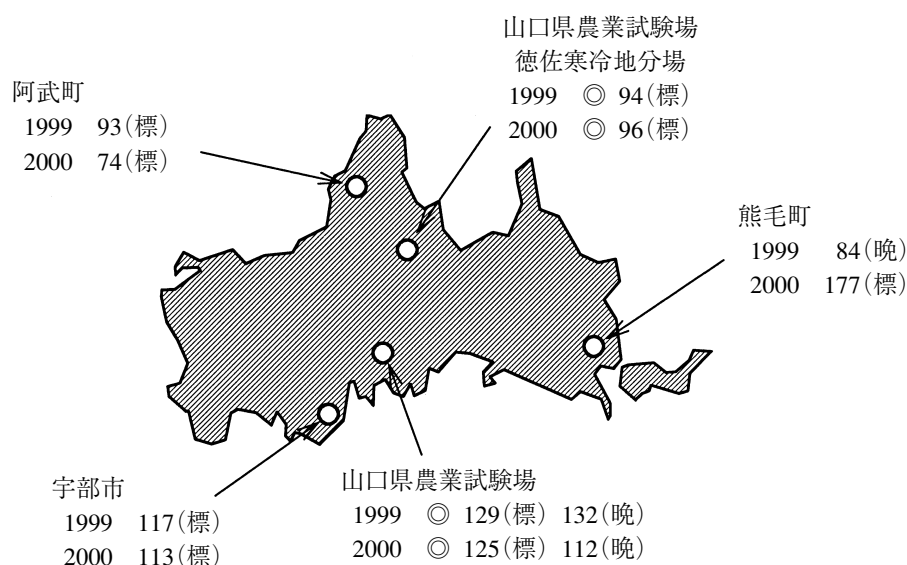 山口県農業試験場
徳佐寒冷地分場
1999 ◎ 94(標)
2000 ◎ 96(標)
阿武町
1999 93(標)
2000 74(標)
熊毛町
1999 84(晩)
2000 177(標)
宇部市
1999 117(標)
2000 113(標)
山口県農業試験場
1999 ◎ 129(標) 132(晩)
2000 ◎ 125(標) 112(晩)